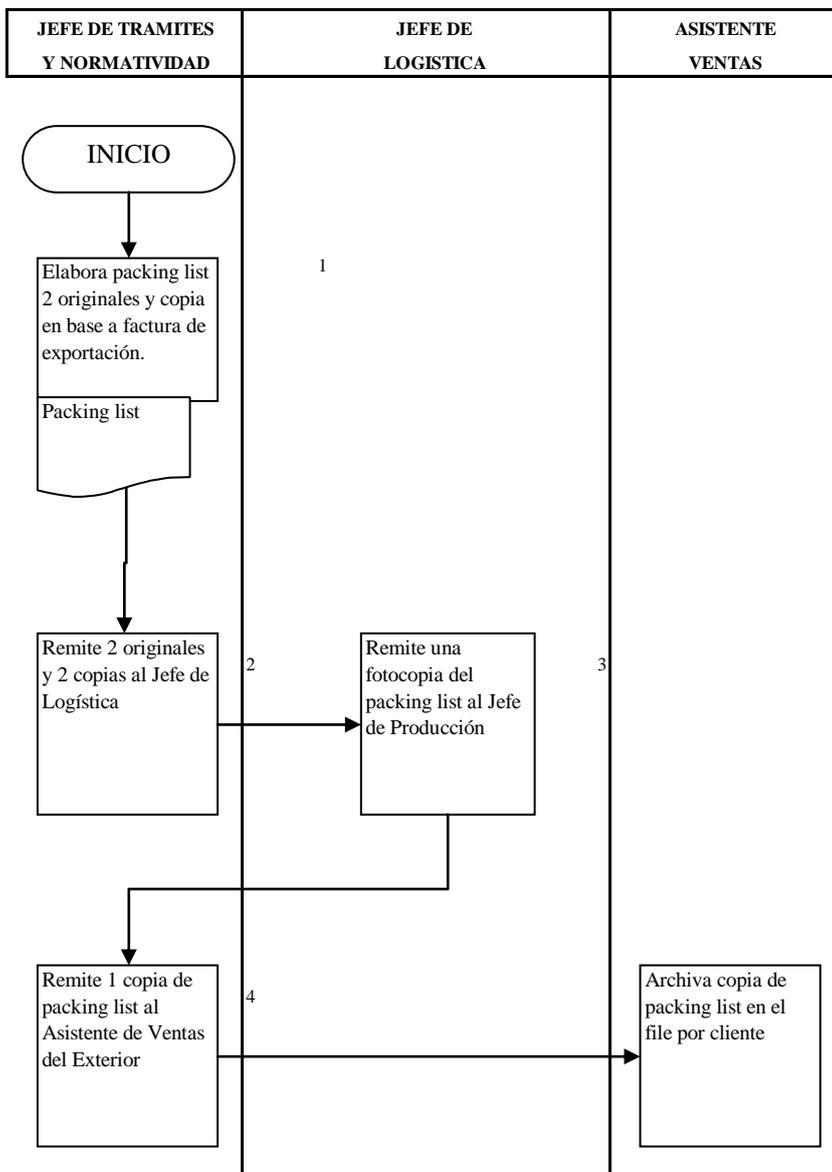 JEFE DE TRAMITES
Y NORMATIVIDAD
JEFE DE
LOGISTICA
ASISTENTE
VENTAS
INICIO
Elabora packing list
2 originales y copia
en base a factura de
exportación.
1
Packing list
Remite 2 originales
y 2 copias al Jefe de
Logística
2
Remite una
fotocopia del
packing list al Jefe
de Producción
3
Remite 1 copia de
packing list al
Asistente de Ventas
del Exterior
4
Archiva copia de
packing list en el
file por cliente